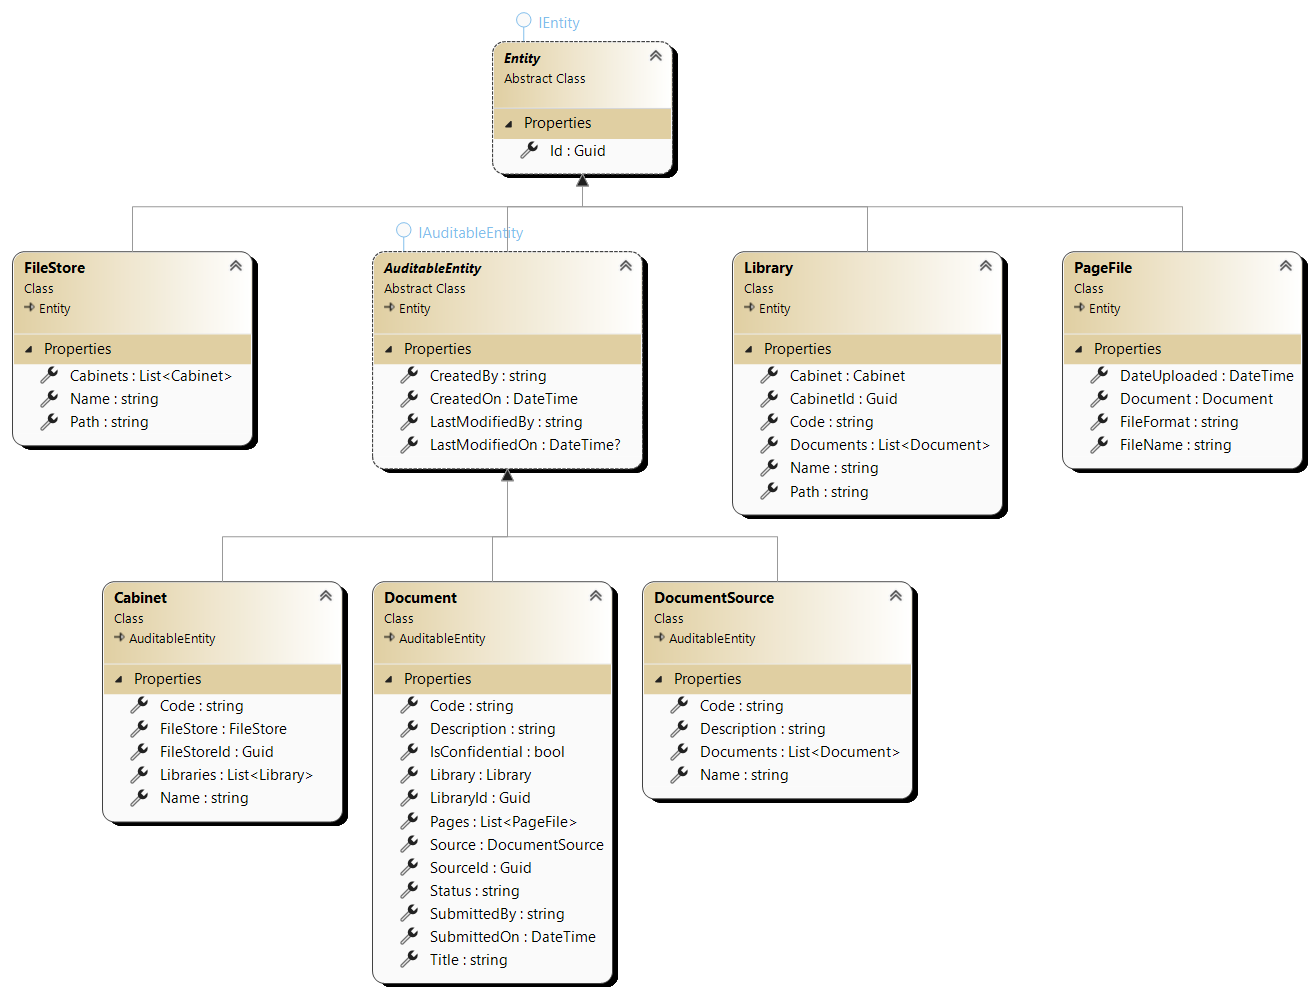 IEntity
Entity
Abstract Class
Properties
Id : Guid
IAuditableEntity
FileStore
Class
Entity
Properties
Cabinets : List<Cabinet>
Name : string
Path : string
AuditableEntity
Abstract Class
Entity
Properties
CreatedBy : string
CreatedOn : DateTime
LastModifiedBy : string
LastModifiedOn : DateTime?
Library
Class
Entity
Properties
Cabinet : Cabinet
CabinetId : Guid
Code : string
Documents : List<Document>
Name : string
Path : string
PageFile
Class
Entity
Properties
DateUploaded : DateTime
Document : Document
FileFormat : string
FileName : string
Cabinet
Class
AuditableEntity
Properties
Code : string
FileStore : FileStore
FileStoreId : Guid
Libraries : List<Library>
Name : string
Document
Class
AuditableEntity
Properties
Code : string
Description : string
IsConfidential : bool
Library : Library
LibraryId : Guid
Pages : List<PageFile>
Source : DocumentSource
SourceId : Guid
Status : string
SubmittedBy : string
SubmittedOn : DateTime
Title : string
DocumentSource
Class
AuditableEntity
Properties
Code : string
Description : string
Documents : List<Document>
Name : string